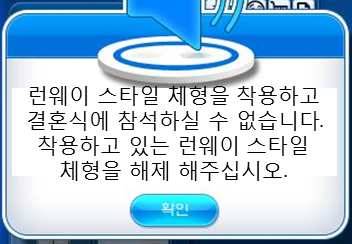 런웨이 스타일 체형을 착용하고
결혼식에 참석하실 수 없습니다.
착용하고 있는 런웨이 스타일
체형을 해제 해주십시오.
확인